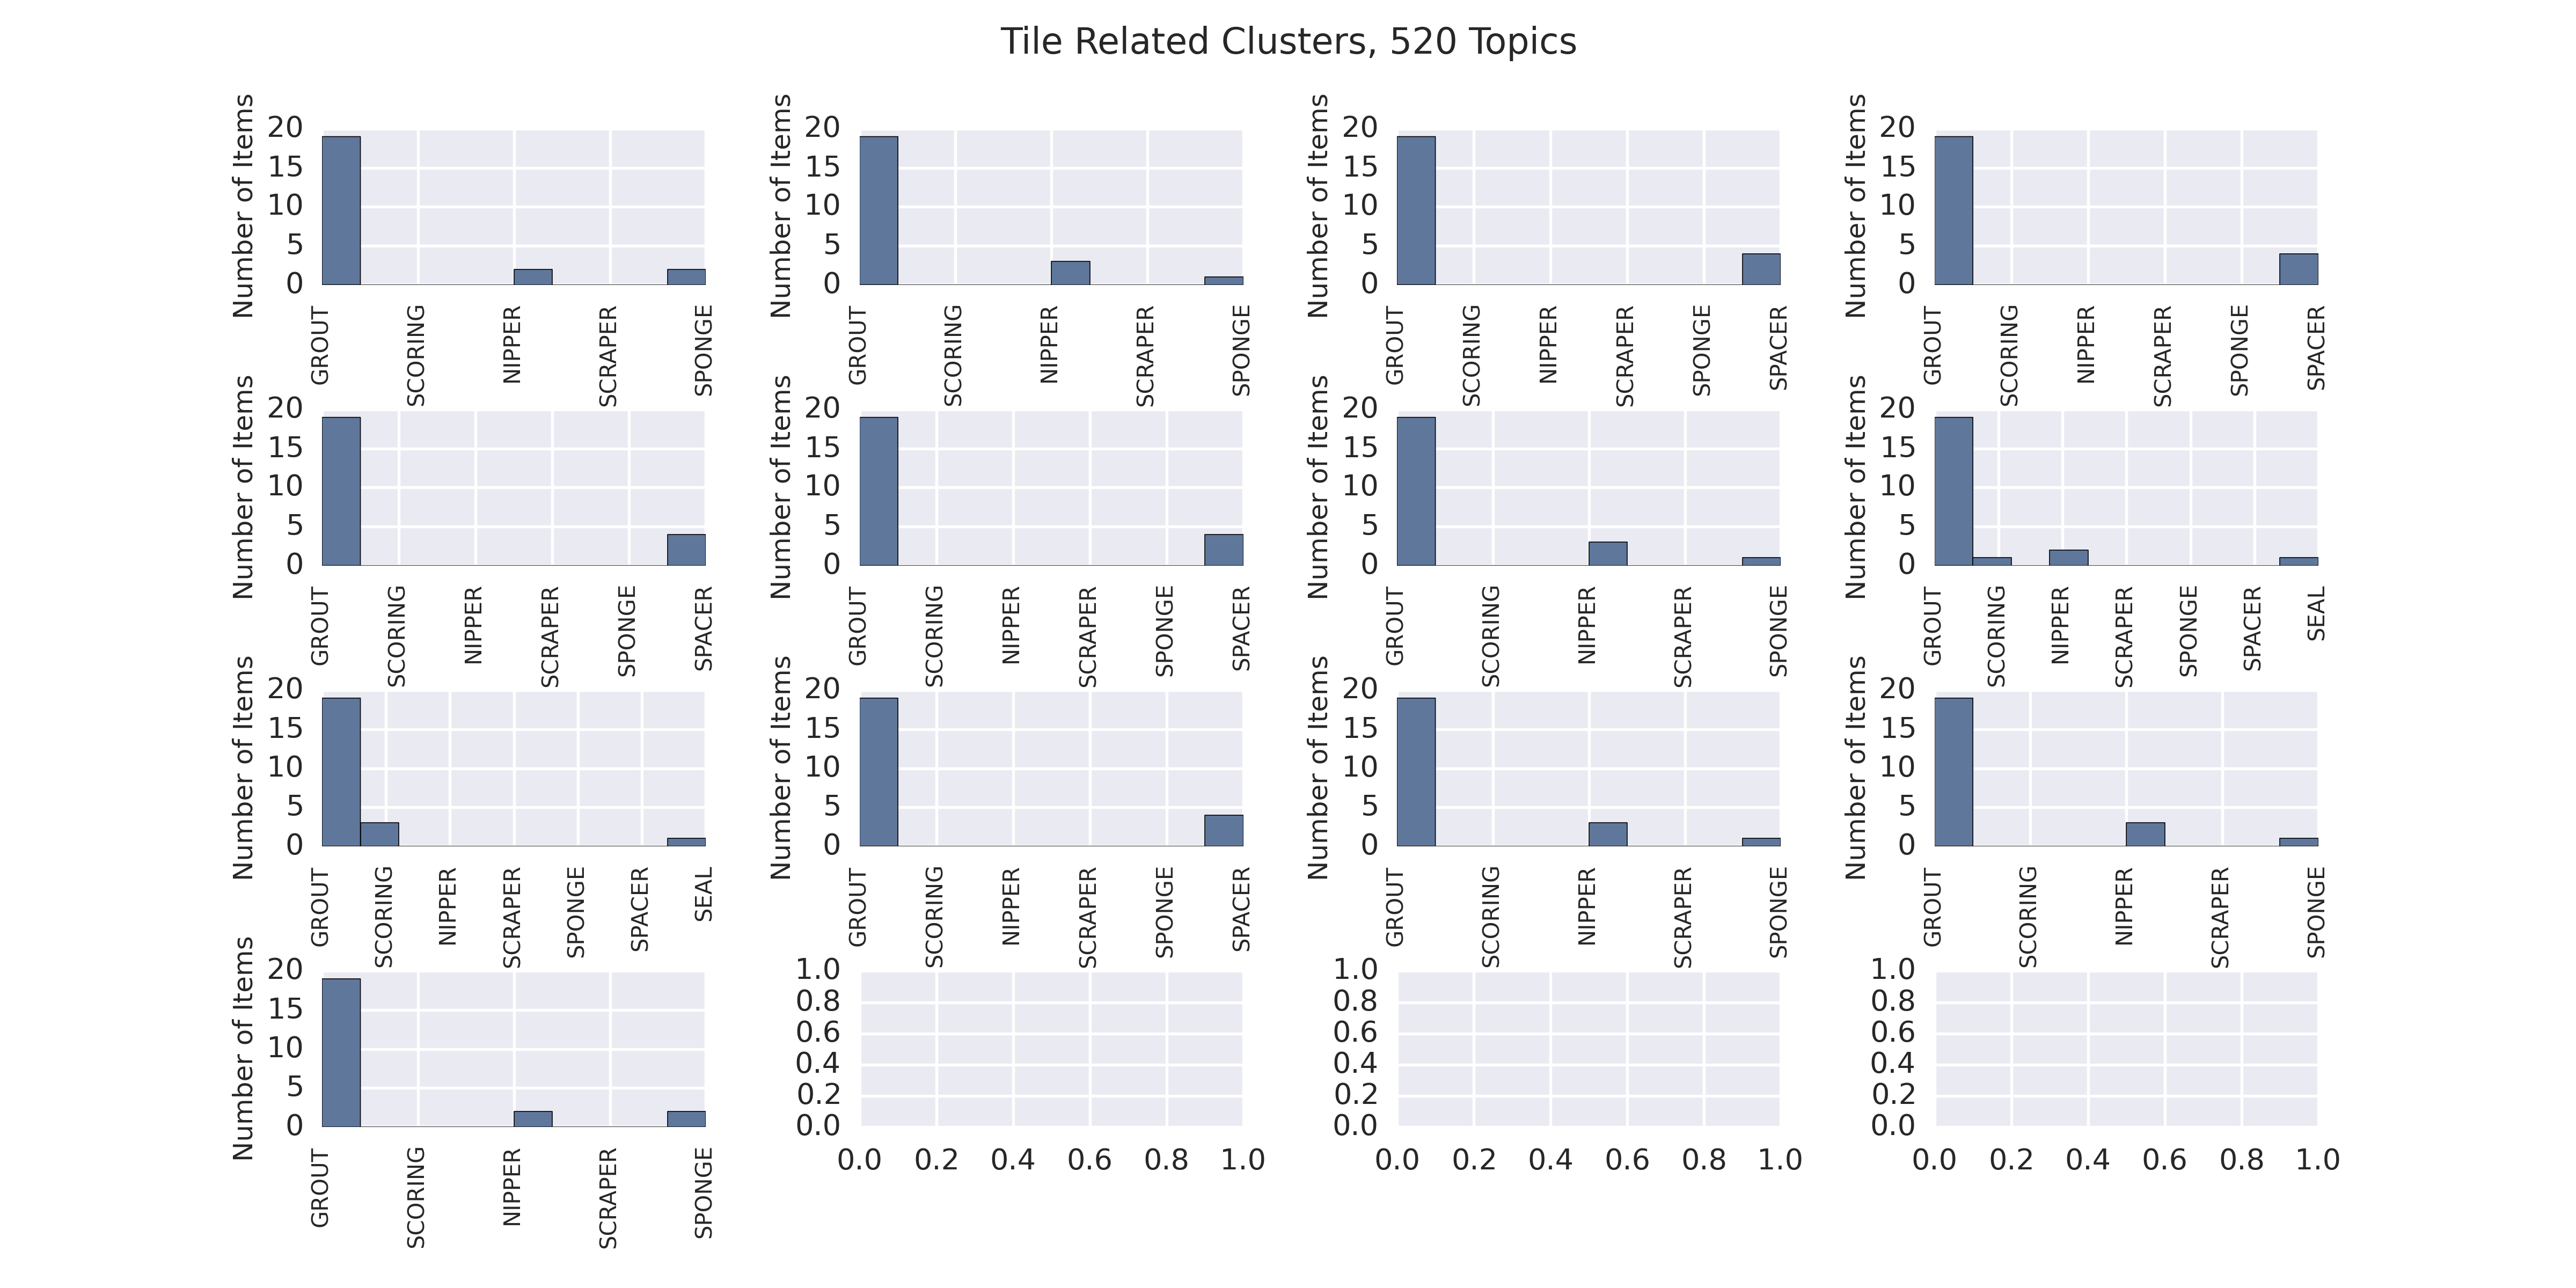 Tile Related Clusters, 520 Topics
Number of Items
20
15
10
5
0
GROUT
SCORING
NIPPER
SCRAPER
SPONGE
Number of Items
20
15
10
5
0
GROUT
SCORING
NIPPER
SCRAPER
SPONGE
Number of Items
20
15
10
5
0
GROUT
SCORING
NIPPER
SCRAPER
SPONGE
SPACER
Number of Items
20
15
10
5
0
GROUT
SCORING
NIPPER
SCRAPER
SPONGE
SPACER
Number of Items
20
15
10
5
0
GROUT
SCORING
NIPPER
SCRAPER
SPONGE
SPACER
Number of Items
20
15
10
5
0
GROUT
SCORING
NIPPER
SCRAPER
SPONGE
SPACER
Number of Items
20
15
10
5
0
GROUT
SCORING
NIPPER
SCRAPER
SPONGE
Number of Items
20
15
10
5
0
GROUT
SCORING
NIPPER
SCRAPER
SPONGE
SPACER
SEAL
Number of Items
20
15
10
5
0
GROUT
SCORING
NIPPER
SCRAPER
SPONGE
SPACER
SEAL
Number of Items
20
15
10
5
0
GROUT
SCORING
NIPPER
SCRAPER
SPONGE
SPACER
Number of Items
20
15
10
5
0
GROUT
SCORING
NIPPER
SCRAPER
SPONGE
Number of Items
20
15
10
5
0
GROUT
SCORING
NIPPER
SCRAPER
SPONGE
Number of Items
20
15
10
5
0
GROUT
SCORING
NIPPER
SCRAPER
SPONGE
1.0
0.8
0.6
0.4
0.2
0.0
0.0 0.2 0.4 0.6 0.8 1.0
1.0
0.8
0.6
0.4
0.2
0.0
0.0 0.2 0.4 0.6 0.8 1.0
1.0
0.8
0.6
0.4
0.2
0.0
0.0 0.2 0.4 0.6 0.8 1.0